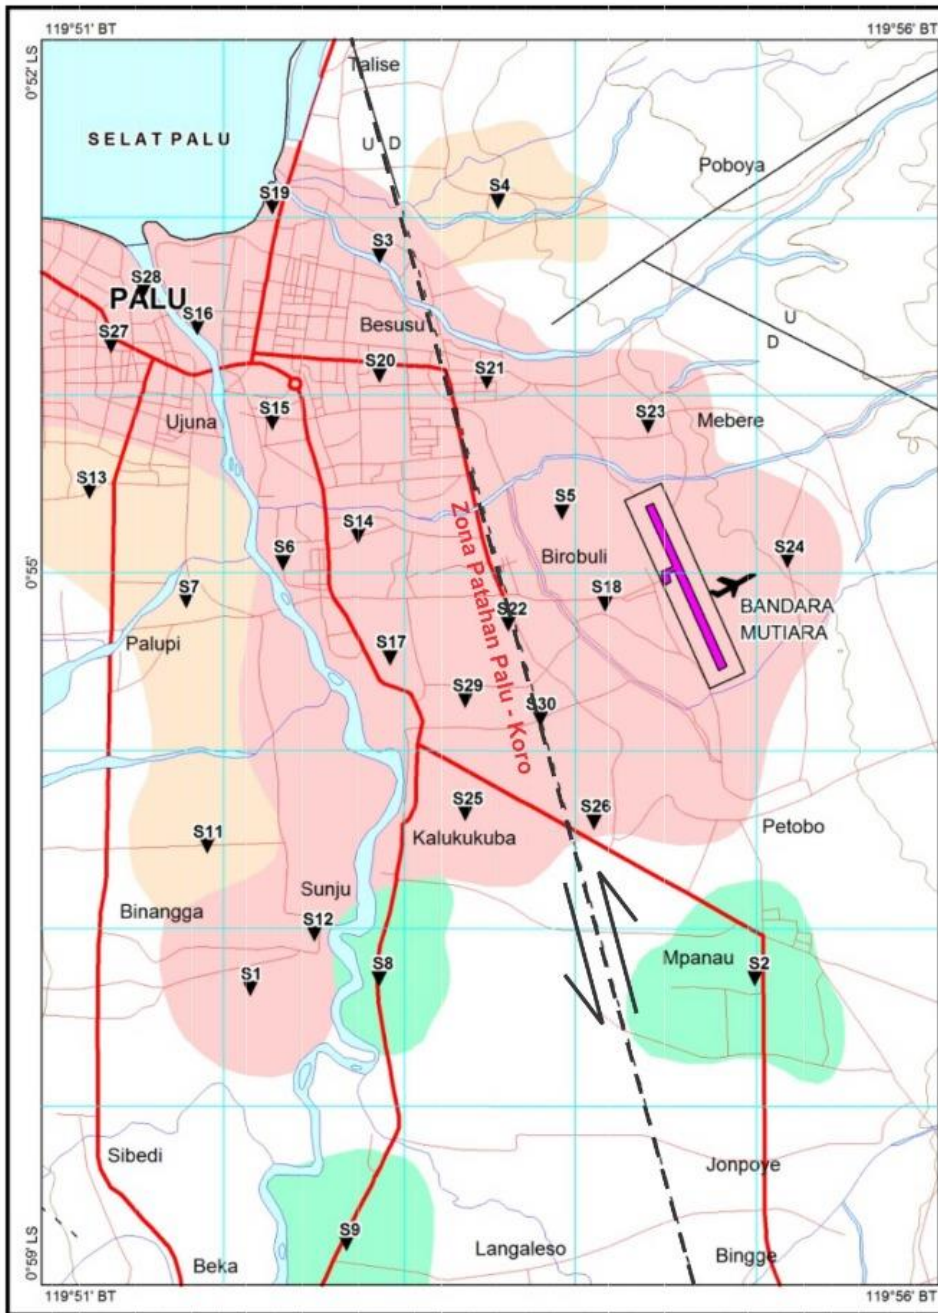 119°51' BT
119°56' BT
0°52' LS
Talise
SELAT PALU
U D
Poboya
S4
S19
S3
S28
PALU
S16
Besusu
U
S27
D
S20
S21
Ujuna
S15
S23
Mebere
S13
S5
S14
Zona Patahan Palu - Koro
S6
Birobuli
S24
0°55'
S7
S18
BANDARA
MUTIARA
S22
Palupi
S17
S29
S30
S25
S26
Petobo
S11
Kalukukuba
Sunju
Binangga
S12
Mpanau
S1
S8
S2
Sibedi
Jonpoye
S9
Langaleso
Bingge
Beka
0°59' LS
119°51' BT
119°56' BT